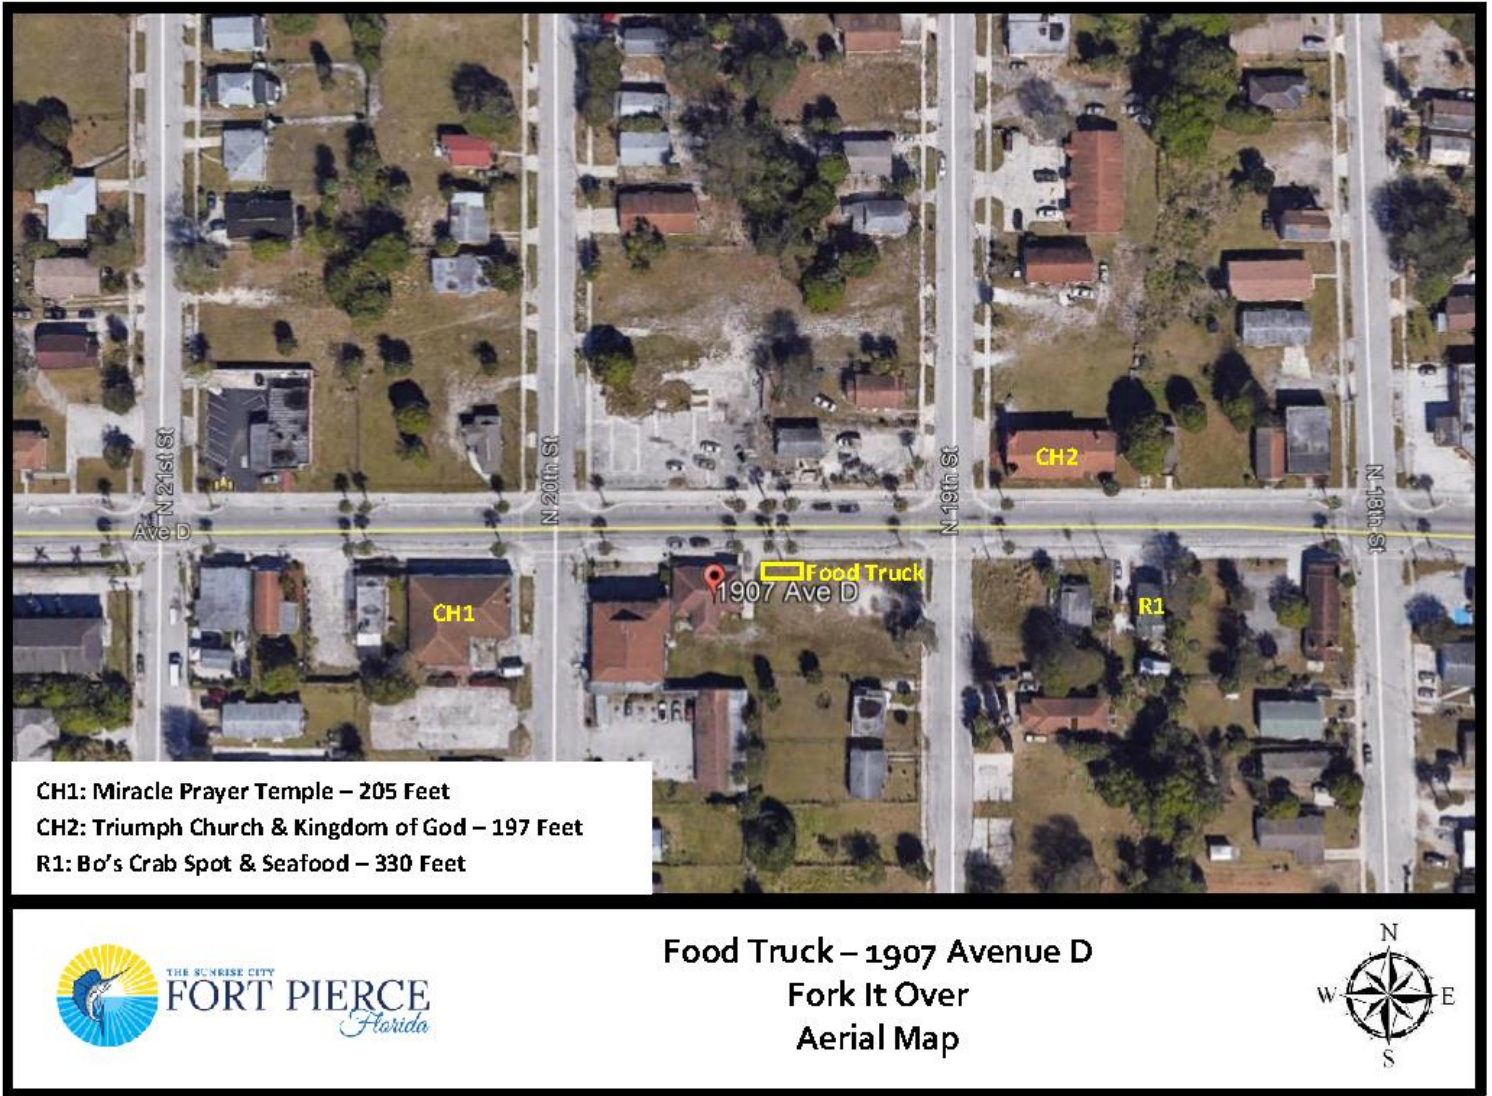 N 21st St
N 20th St
N 19th St
N 18th St
CH2
Ave D
Food Truck
1907 Ave D
CH1
R1
CH1: Miracle Prayer Temple – 205 Feet
CH2: Triumph Church & Kingdom of God – 197 Feet
R1: Bo's Crab Spot & Seafood – 330 Feet
THE SUNRISE CITY
FORT PIERCE
Florida
Food Truck – 1907 Avenue D
Fork It Over
Aerial Map
N
W
E
S